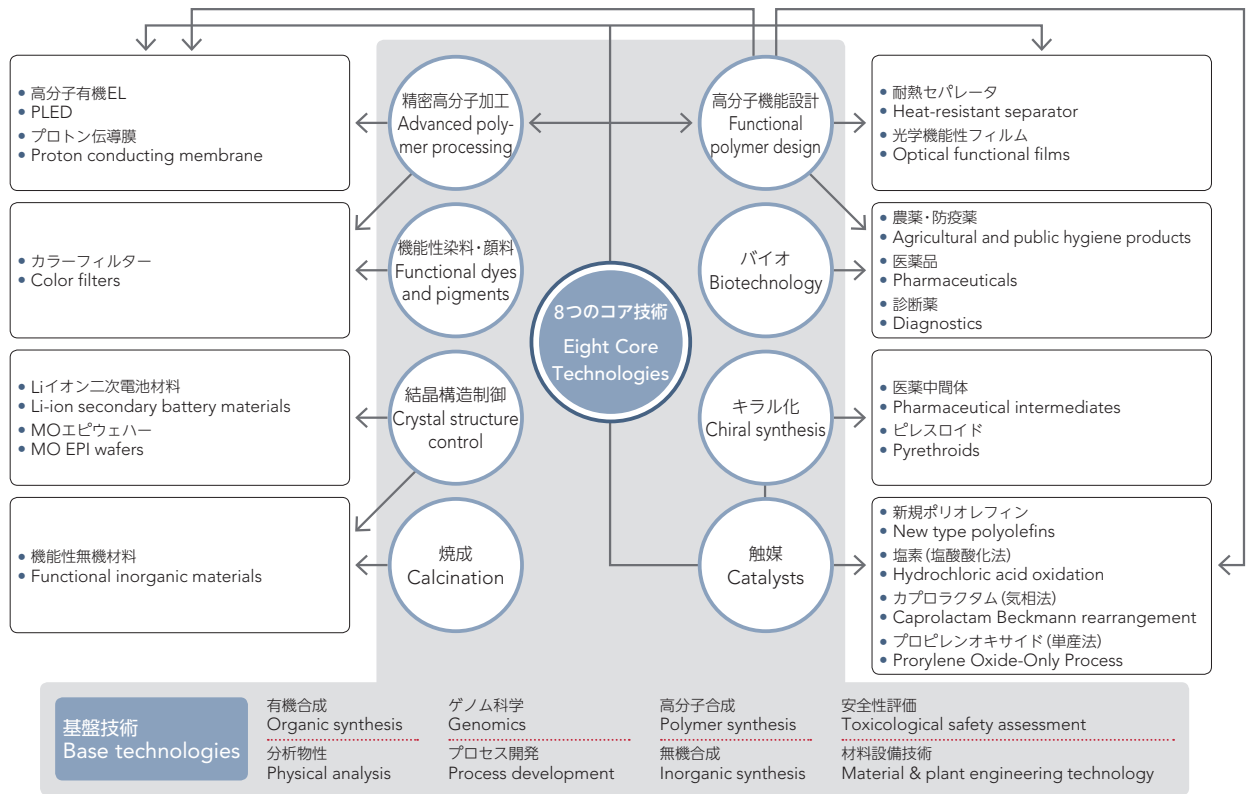 高分子有機EL
PLED
プロトン伝導膜
Proton conducting membrane
カラーフィルター
Color filters
Liイオン二次電池材料
Li-ion secondary battery materials
MOエピウェハー
MO EPI wafers
機能性無機材料
Functional inorganic materials
精密高分子加工
Advanced poly-
mer processing
機能性染料・顔料
Functional dyes
and pigments
結晶構造制御
Crystal structure
control
焼成
Calcination
8つのコア技術
Eight Core
Technologies
高分子機能設計
Functional
polymer design
バイオ
Biotechnology
キラル化
Chiral synthesis
触媒
Catalysts
耐熱セパレータ
Heat-resistant separator
光学機能性フィルム
Optical functional films
農薬・防疫薬
Agricultural and public hygiene products
医薬品
Pharmaceuticals
診断薬
Diagnostics
医薬中間体
Pharmaceutical intermediates
ピレスロイド
Pyrethroids
新規ポリオレフィン
New type polyolefins
塩素(塩酸酸化法)
Hydrochloric acid oxidation
カプロラクタム(気相法)
Caprolactam Beckmann rearrangement
プロピレンオキサイド(単産法)
Prorylene Oxide-Only Process
基盤技術
Base technologies
有機合成
Organic synthesis
分析物性
Physical analysis
ゲノム科学
Genomics
プロセス開発
Process development
高分子合成
Polymer synthesis
無機合成
Inorganic synthesis
安全性評価
Toxicological safety assessment
材料設備技術
Material & plant engineering technology